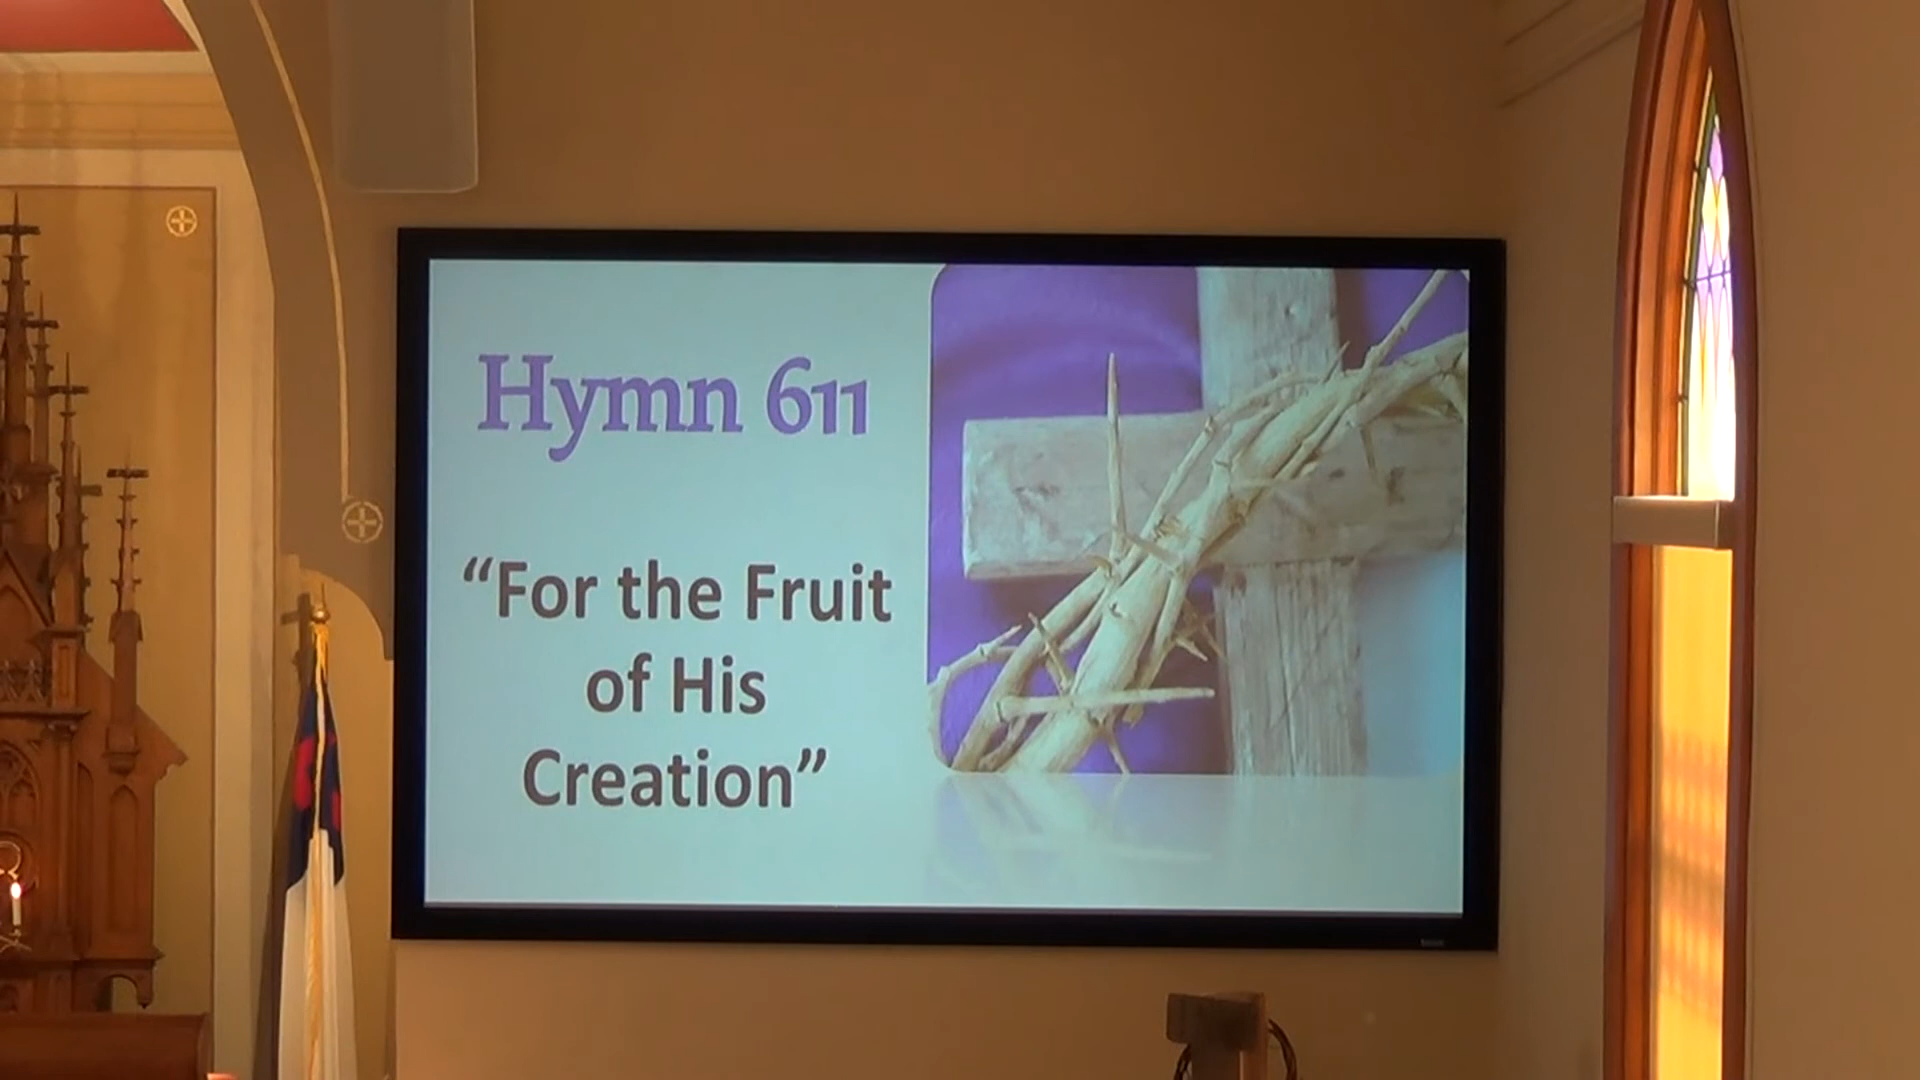 Hymn 611
“For the Fruit
of His
Creation”